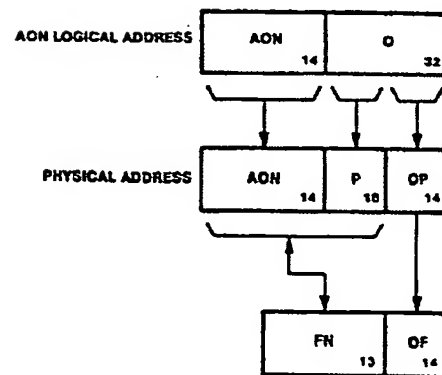 AON LOGICAL ADDRESS
AON 14
O 32
PHYSICAL ADDRESS
AON 14
P 18
OP 14
FN 13
OF 14